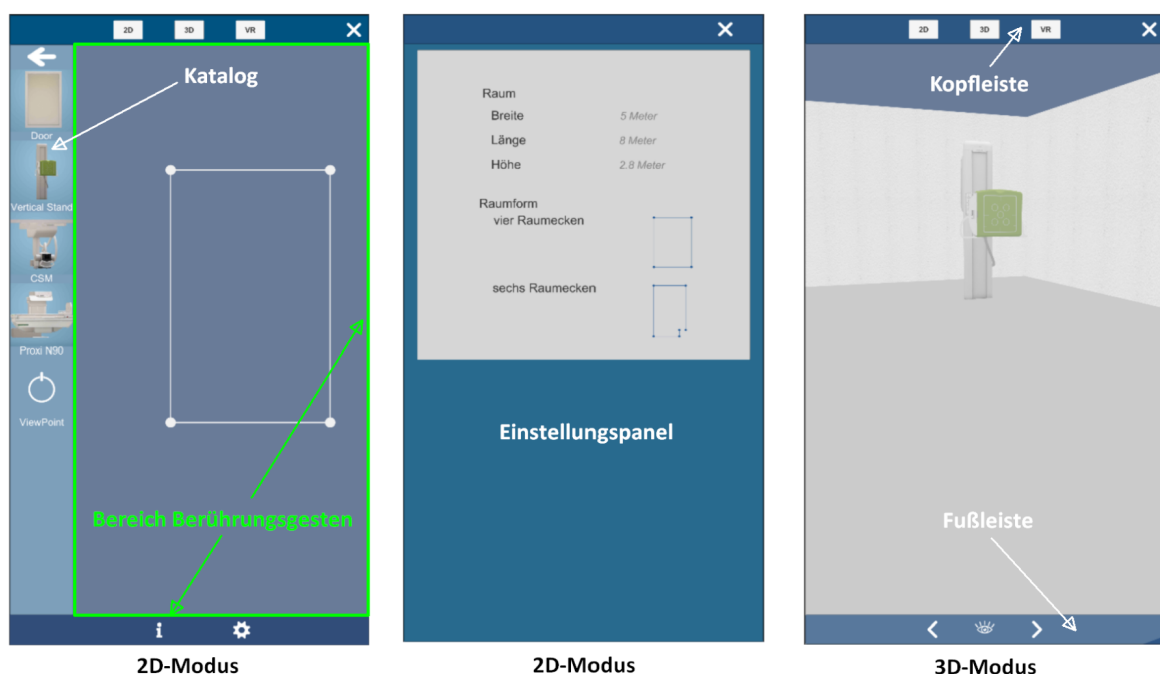 2D 3D VR
Katalog
Door
Vertical Stand
CSM
Proxi N90
ViewPoint
Bereich Berührungsgesten
i
2D-Modus
Raum
Breite 5 Meter
Länge 8 Meter
Höhe 2.8 Meter
Raumform
vier Raumecken
sechs Raumecken
Einstellungspanel
2D-Modus
2D 3D VR
Kopfleiste
Fußleiste
3D-Modus